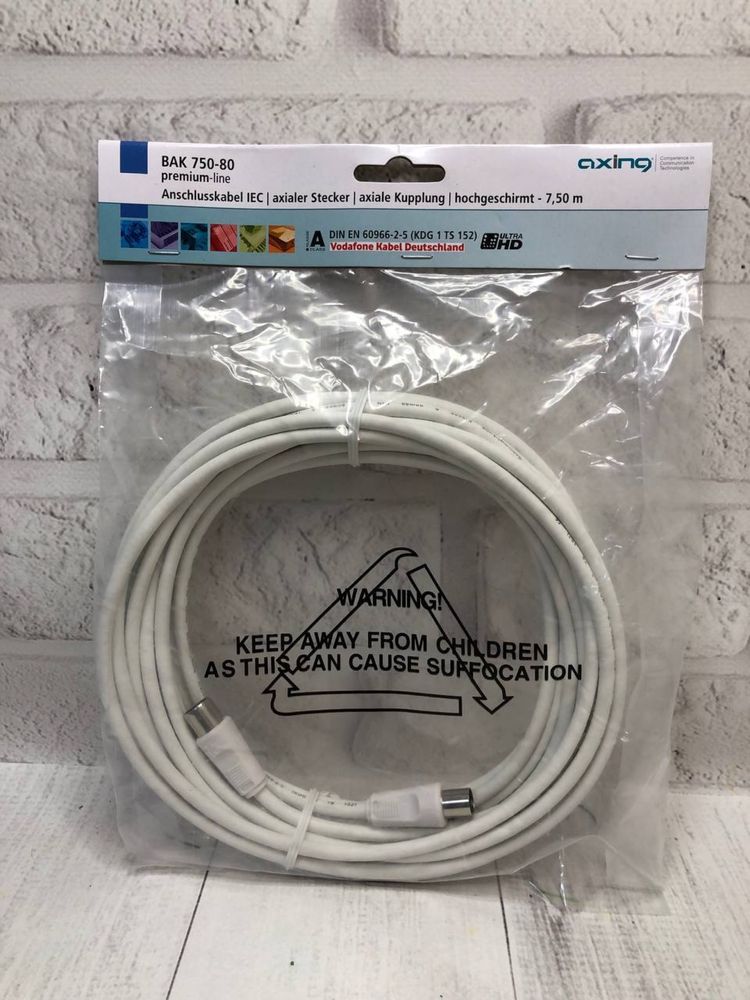 BAK 750-80
premium-line
axing
Competence in
Communication
Technologies
Anschlusskabel IEC | axialer Stecker | axiale Kupplung | hochgeschirmt - 7,50 m
A
DIN EN 60966-2-5 (KDG 1 TS 152)
Vodafone Kabel Deutschland
ULTRA
HD
WARNING!
KEEP AWAY FROM CHILDREN
AS THIS CAN CAUSE SUFFOCATION